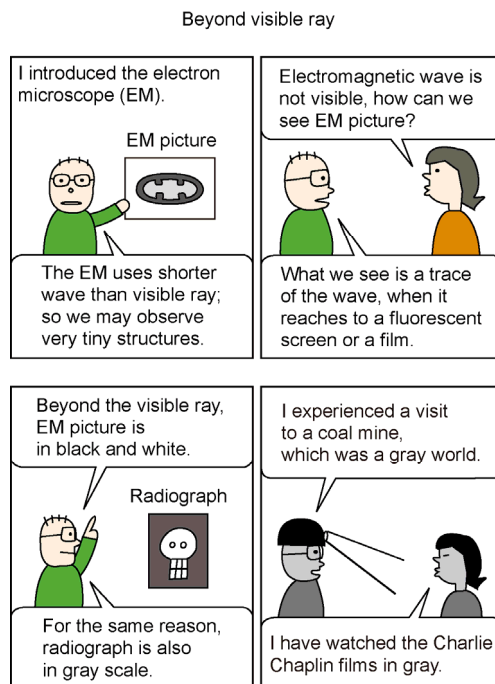 Beyond visible ray
I introduced the electron
microscope (EM).
EM picture
The EM uses shorter
wave than visible ray;
so we may observe
very tiny structures.
Electromagnetic wave is
not visible, how can we
see EM picture?
What we see is a trace
of the wave, when it
reaches to a fluorescent
screen or a film.
Beyond the visible ray,
EM picture is
in black and white.
Radiograph
For the same reason,
radiograph is also
in gray scale.
I experienced a visit
to a coal mine,
which was a gray world.
I have watched the Charlie
Chaplin films in gray.